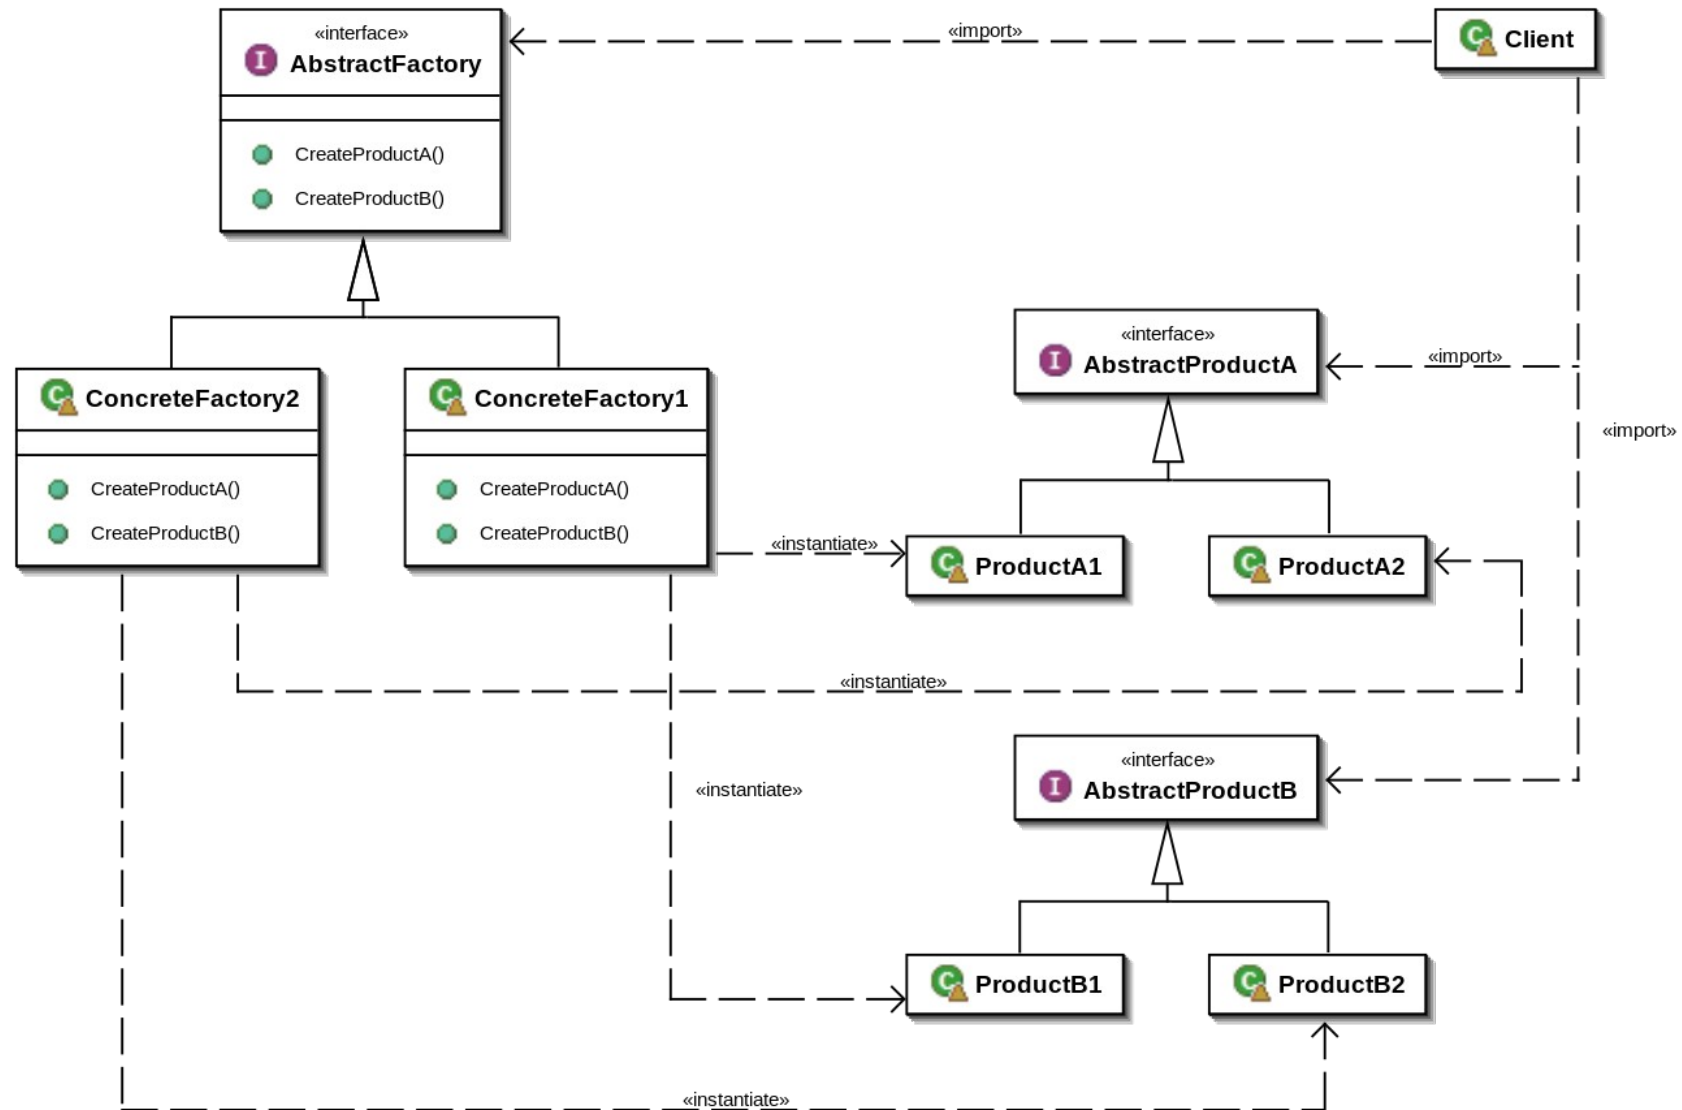 «interface»
I AbstractFactory
CreateProductA()
CreateProductB()
«import»
C Client
C ConcreteFactory2
CreateProductA()
CreateProductB()
C ConcreteFactory1
CreateProductA()
CreateProductB()
«interface»
I AbstractProductA
«import»
«import»
«instantiate»
C ProductA1
C ProductA2
«instantiate»
«instantiate»
«interface»
I AbstractProductB
C ProductB1
C ProductB2
«instantiate»